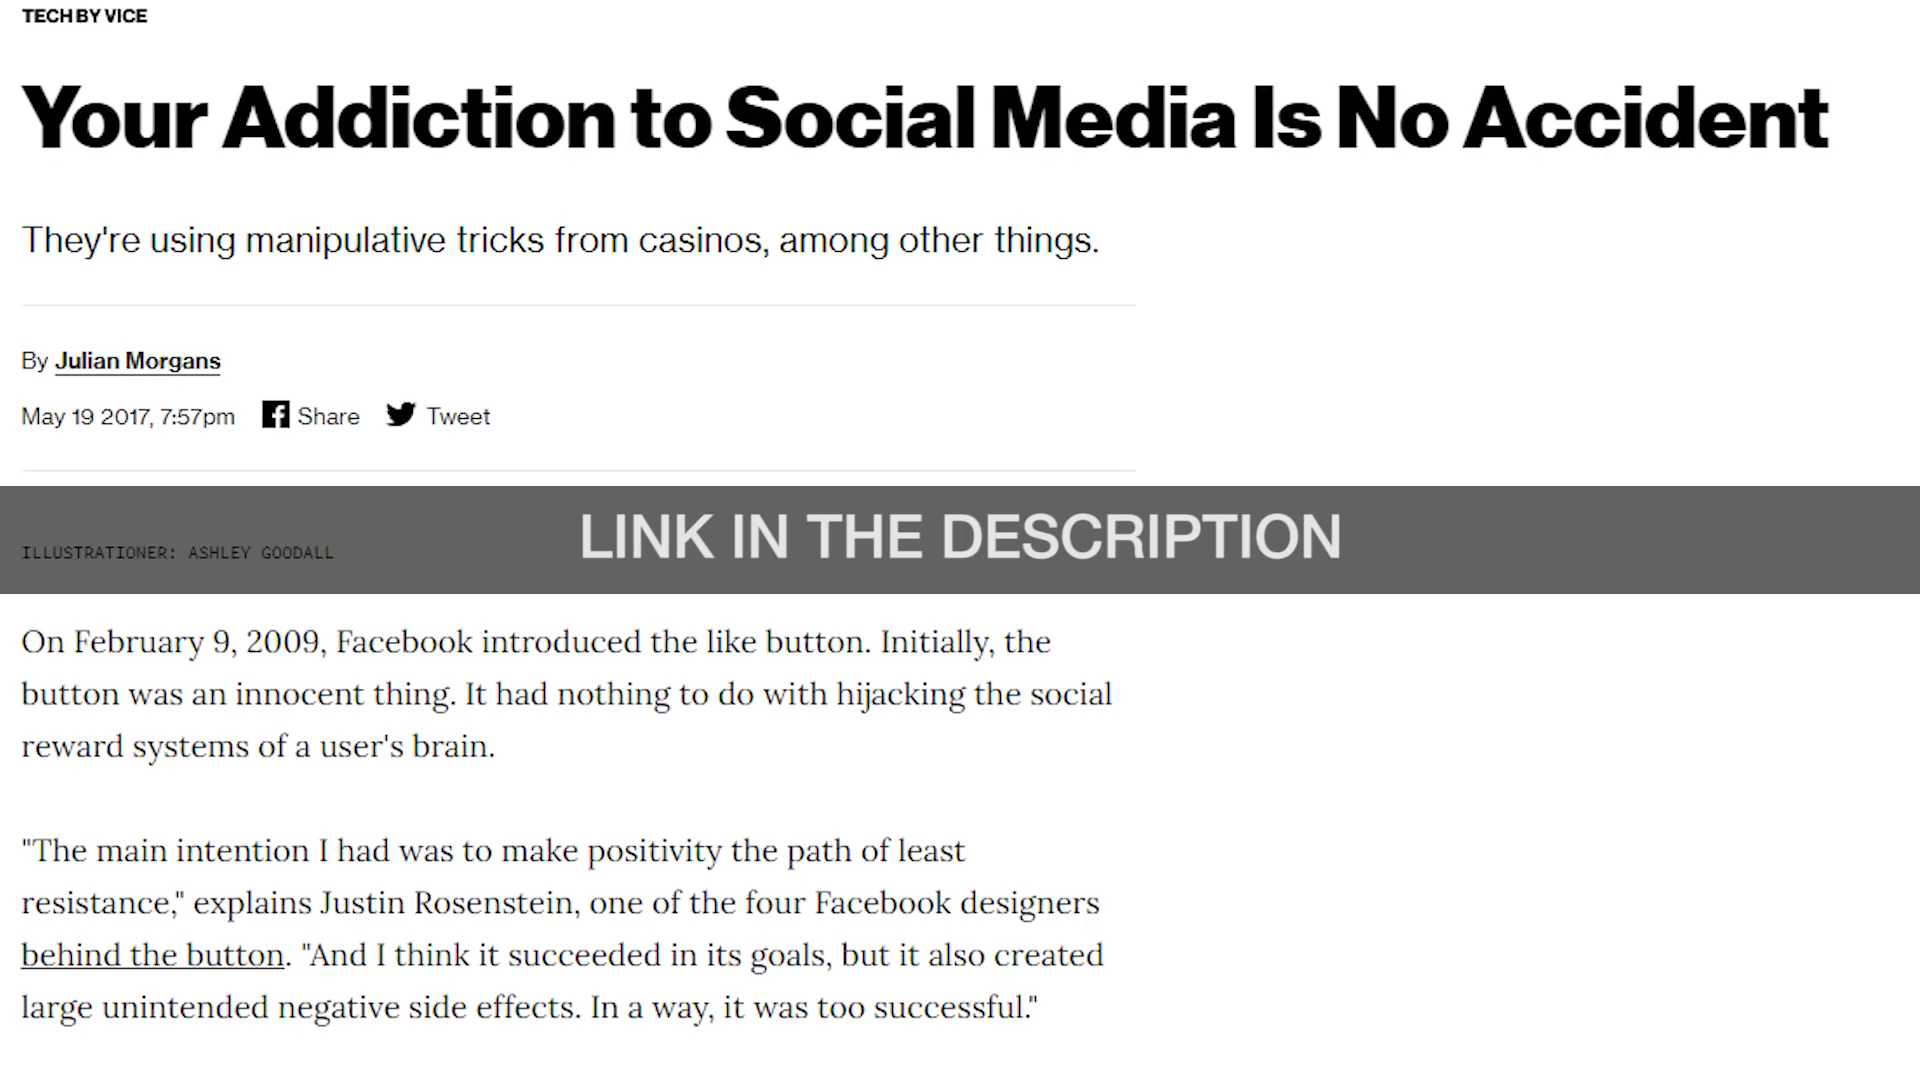 TECH BY VICE
Your Addiction to Social Media Is No Accident
They're using manipulative tricks from casinos, among other things.
By Julian Morgans
May 19 2017, 7:57pm Share Tweet
LINK IN THE DESCRIPTION
ILLUSTRATIONER: ASHLEY GOODALL
On February 9, 2009, Facebook introduced the like button. Initially, the
button was an innocent thing. It had nothing to do with hijacking the social
reward systems of a user's brain.
"The main intention I had was to make positivity the path of least
resistance," explains Justin Rosenstein, one of the four Facebook designers
behind the button. "And I think it succeeded in its goals, but it also created
large unintended negative side effects. In a way, it was too successful."